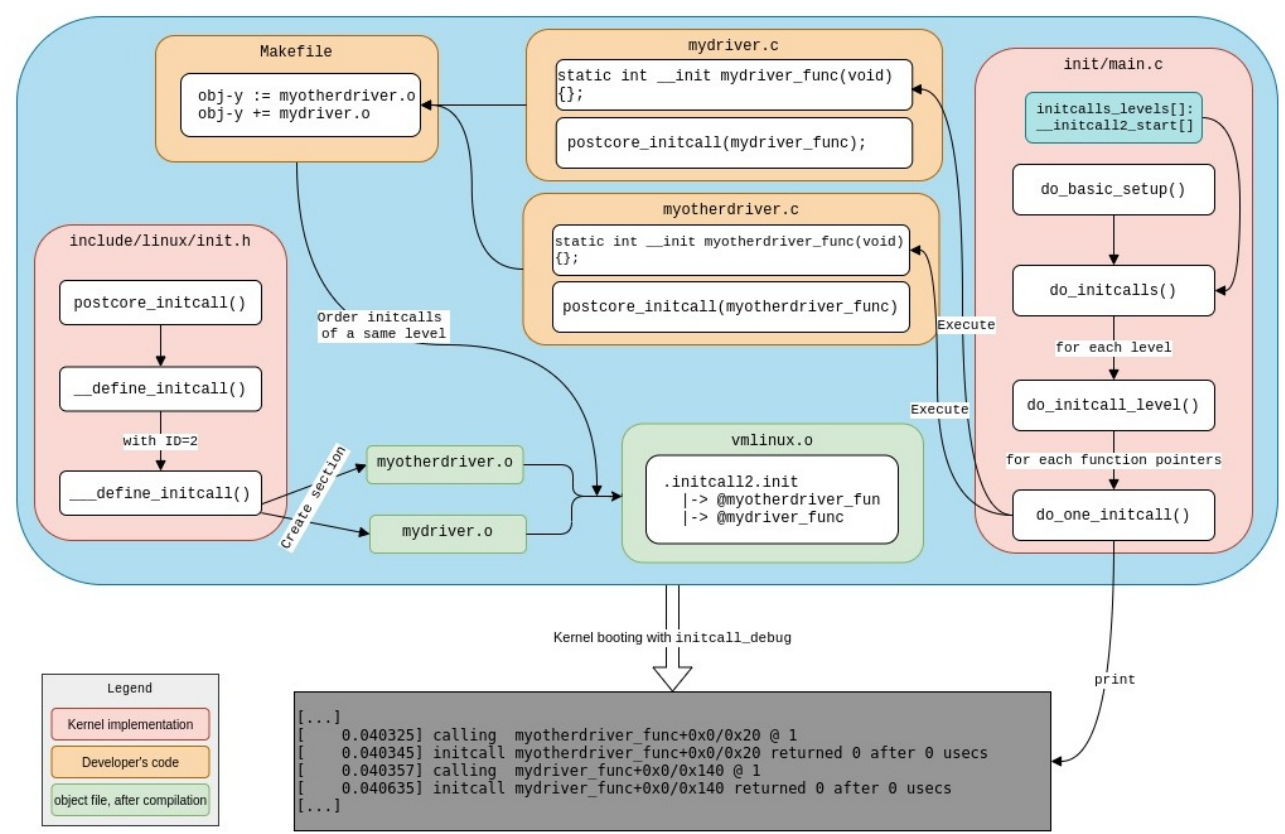 Makefile
obj-y := myotherdriver.o
obj-y += mydriver.o
mydriver.c
static int __init mydriver_func(void)
{};
postcore_initcall(mydriver_func);
init/main.c
initcalls_levels[]:
__initcall2_start[]
do_basic_setup()
do_initcalls()
for each level
do_initcall_level()
for each function pointers
do_one_initcall()
myotherdriver.c
static int __init myotherdriver_func(void)
{};
postcore_initcall(myotherdriver_func)
Execute
Execute
include/linux/init.h
postcore_initcall()
__define_initcall()
with ID=2
___define_initcall()
Order initcalls
of a same level
Create section
myotherdriver.o
mydriver.o
vmlinux.o
.initcall2.init
|-> @myotherdriver_fun
|-> @mydriver_func
Kernel booting with initcall_debug
print
Legend
Kernel implementation
Developer's code
object file, after compilation
[...]
[    0.040325] calling  myotherdriver_func+0x0/0x20 @ 1
[    0.040345] initcall myotherdriver_func+0x0/0x20 returned 0 after 0 usecs
[    0.040357] calling  mydriver_func+0x0/0x140 @ 1
[    0.040635] initcall mydriver_func+0x0/0x140 returned 0 after 0 usecs
[...]